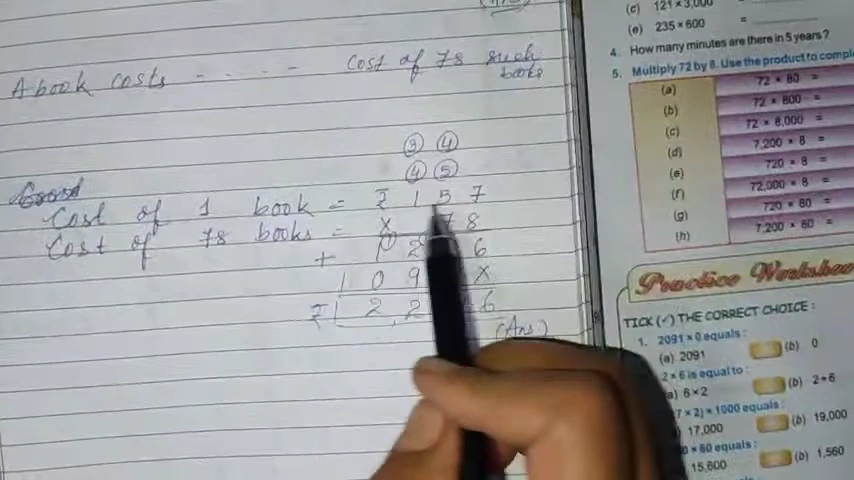 (c) 121 × 3,000 =
(e) 235 × 600 =
4. How many minutes are there in 5 years?
5. Multiply 72 by 8. Use the product to comple
(a) 72 × 80 =
(b) 72 × 800 =
(c) 72 × 8,000 =
(d) 7,200 × 8 =
(e) 720 × 8 =
(f) 72,000 × 8 =
(g) 720 × 80 =
(h) 7,200 × 80 =
Practice Workshe
TICK (✓) THE CORRECT CHOICE :
1. 2091 × 0 equals :
(a) 2091 (b) 0
2 × 6 is equal to :
a) 6 × 2 (b) 2 + 6
7 × 2) × 1000 equals :
17,000 (b) 19,000
× 60 equals :
15,600 (b) 1,560
A book costs - - - - - cost of 78 such
books
3 4
4 5
Cost of 1 book = ₹ 1 5 7
Cost of 78 books = × 7 8
+ 1 2 6
1 0 9 ×
₹ 1 2, 2 6
(Ans)